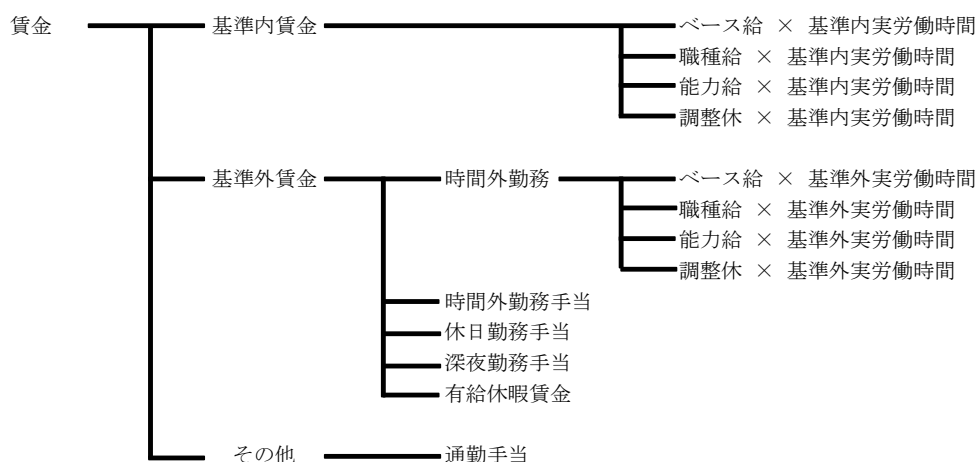 賃金 基準内賃金 ベース給 × 基準内実労働時間
職種給 × 基準内実労働時間
能力給 × 基準内実労働時間
調整休 × 基準内実労働時間
基準外賃金 時間外勤務 ベース給 × 基準外実労働時間
職種給 × 基準外実労働時間
能力給 × 基準外実労働時間
調整休 × 基準外実労働時間
時間外勤務手当
休日勤務手当
深夜勤務手当
有給休暇賃金
その他 通勤手当